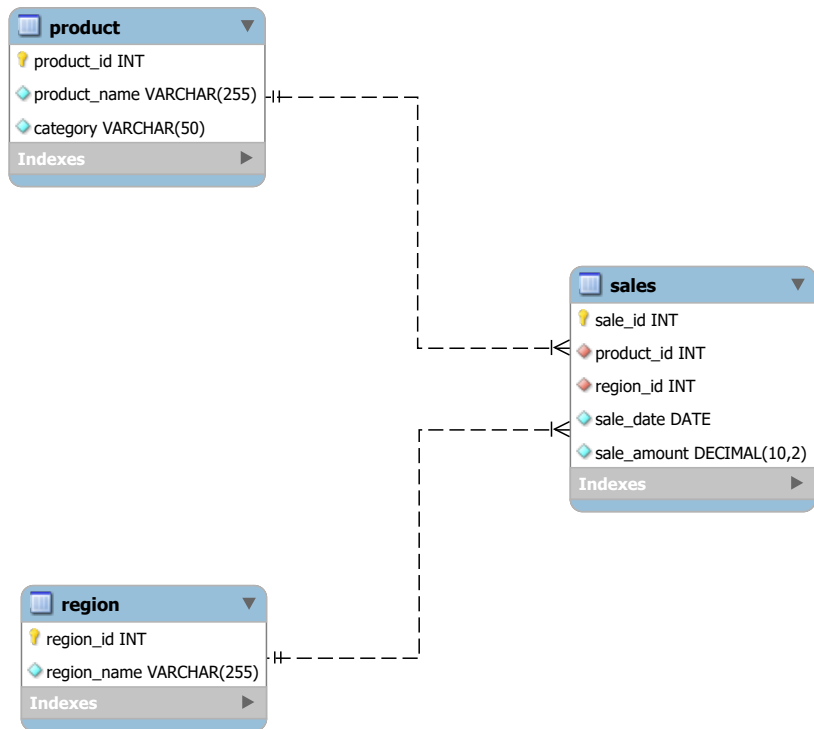 product
product_id INT
product_name VARCHAR(255)
category VARCHAR(50)
Indexes
sales
sale_id INT
product_id INT
region_id INT
sale_date DATE
sale_amount DECIMAL(10,2)
Indexes
region
region_id INT
region_name VARCHAR(255)
Indexes